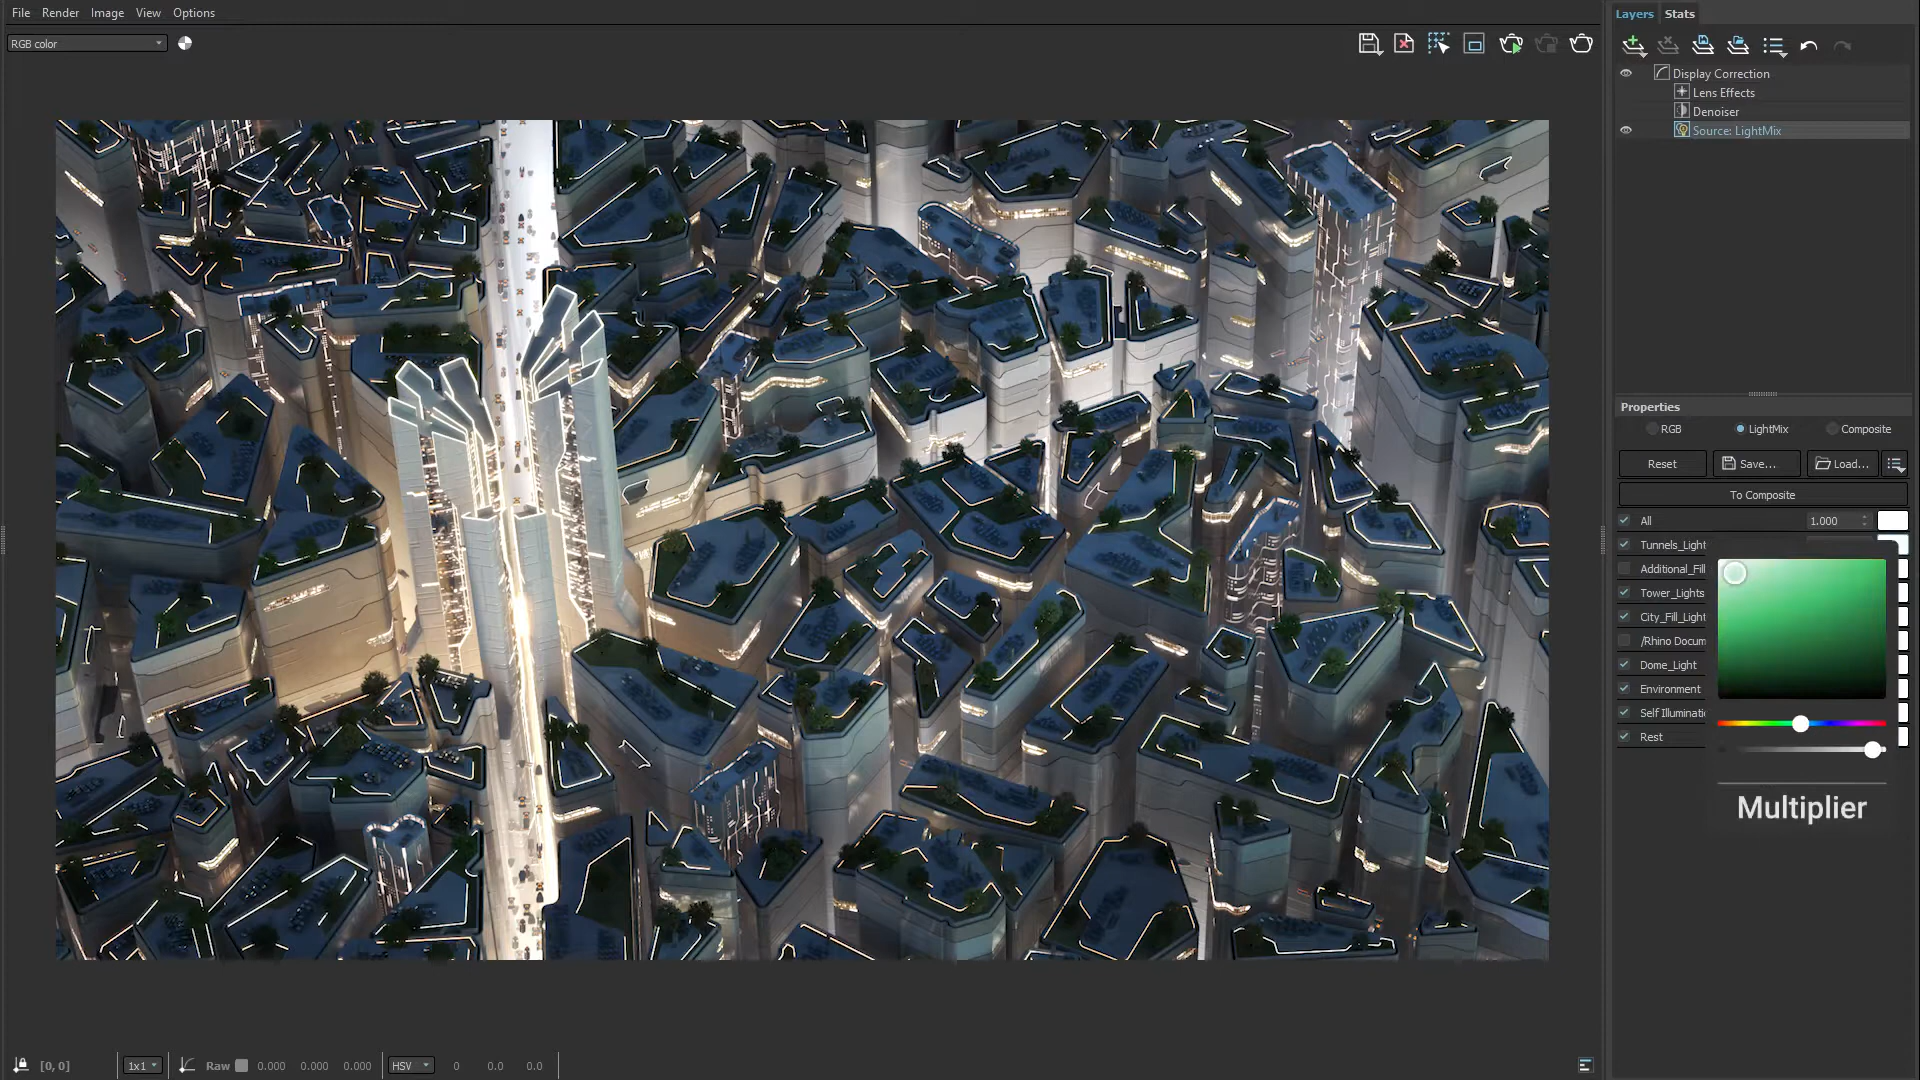 File Render Image View Options
Layers Stats
RGB color
Display Correction
Lens Effects
Denoiser
Source: LightMix
Properties
RGB LightMix Composite
Reset Save... Load...
To Composite
All 1.000
Tunnels_Light
Additional_Fill
Tower_Lights
City_Fill_Light
/Rhino Docum
Dome_Light
Environment
Self Illuminati
Rest
Multiplier
[0, 0] 1x1 Raw 0.000 0.000 0.000 HSV 0 0.0 0.0